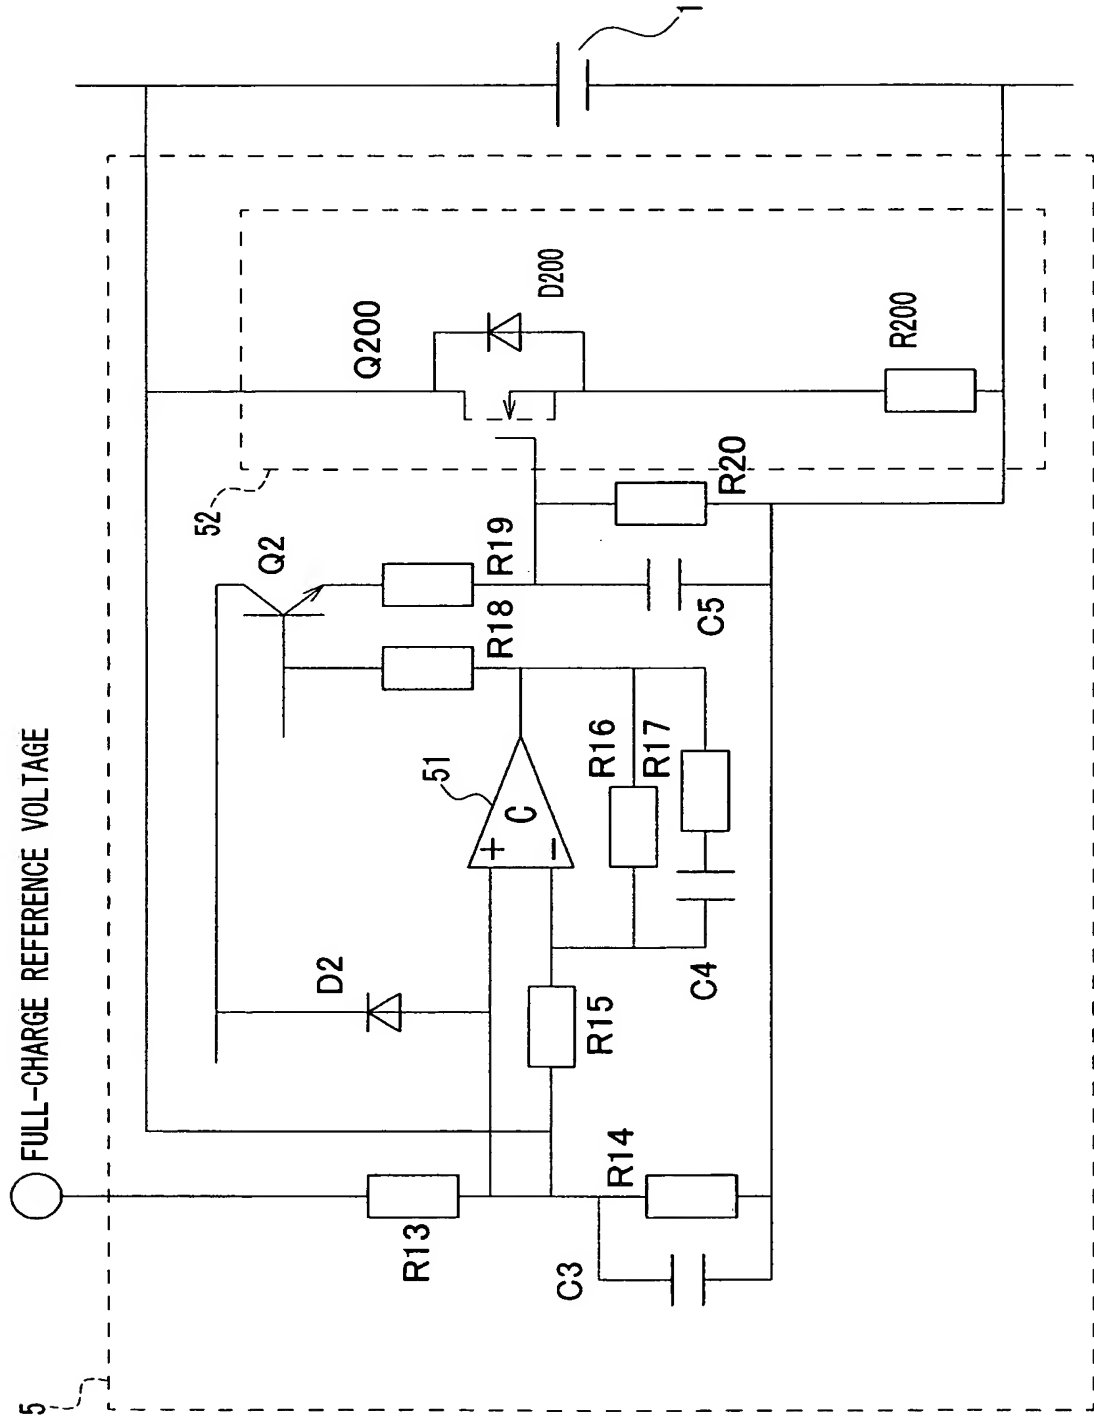 5
FULL-CHARGE REFERENCE VOLTAGE
1
52
Q2
Q200
D200
D2
51
C
+
−
R13
R18
R19
R20
R200
C3
R14
R15
R16
R17
C4
C5